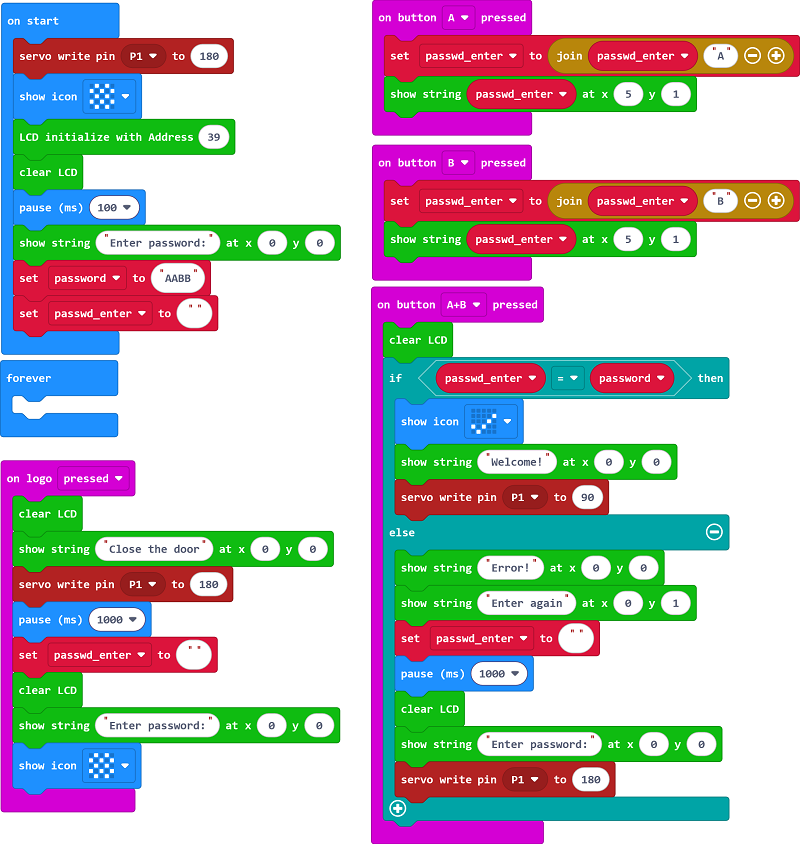 on start
servo write pin P1 to 180
show icon
LCD initialize with Address 39
clear LCD
pause (ms) 100
show string "Enter password:" at x 0 y 0
set password to "AABB"
set passwd_enter to " "
forever
on logo pressed
clear LCD
show string "Close the door" at x 0 y 0
servo write pin P1 to 180
pause (ms) 1000
set passwd_enter to " "
clear LCD
show string "Enter password:" at x 0 y 0
show icon
on button A pressed
set passwd_enter to join passwd_enter "A"
show string passwd_enter at x 5 y 1
on button B pressed
set passwd_enter to join passwd_enter "B"
show string passwd_enter at x 5 y 1
on button A+B pressed
clear LCD
if passwd_enter = password then
show icon
show string "Welcome!" at x 0 y 0
servo write pin P1 to 90
else
show string "Error!" at x 0 y 0
show string "Enter again" at x 0 y 1
set passwd_enter to " "
pause (ms) 1000
clear LCD
show string "Enter password:" at x 0 y 0
servo write pin P1 to 180